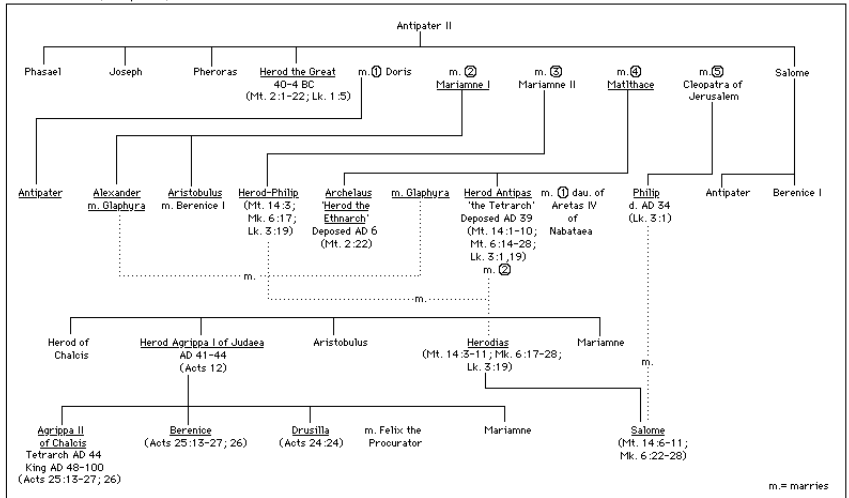 Antipater II
Phasael
Joseph
Pheroras
Herod the Great
40-4 BC
(Mt. 2:1-22; Lk. 1:5)
m. 1 Doris
m. 2
Mariamne I
m. 3
Mariamne II
m. 4
Matlthace
m. 5
Cleopatra of
Jerusalem
Salome
Antipater
Alexander
m. Glaphyra
Aristobulus
m. Berenice I
Herod-Philip
(Mt. 14:3;
Mk. 6:17;
Lk. 3:19)
Archelaus
'Herod the
Ethnarch'
Deposed AD 6
(Mt. 2:22)
m. Glaphyra
Herod Antipas
'the Tetrarch'
Deposed AD 39
(Mt. 14:1-10;
Mt. 6:14-28;
Lk. 3:1,19)
m. 2
m. 1 dau. of
Aretas IV
of
Nabataea
Philip
d. AD 34
(Lk. 3:1)
Antipater
Berenice I
m.
m.
Herod of
Chalcis
Herod Agrippa I of Judaea
AD 41-44
(Acts 12)
Aristobulus
Herodias
(Mt. 14:3-11; Mk. 6:17-28;
Lk. 3:19)
Mariamne
m.
Agrippa II
of Chalcis
Tetrarch AD 44
King AD 48-100
(Acts 25:13-27; 26)
Berenice
(Acts 25:13-27; 26)
Drusilla
(Acts 24:24)
m. Felix the
Procurator
Mariamne
Salome
(Mt. 14:6-11;
Mk. 6:22-28)
m.= marries